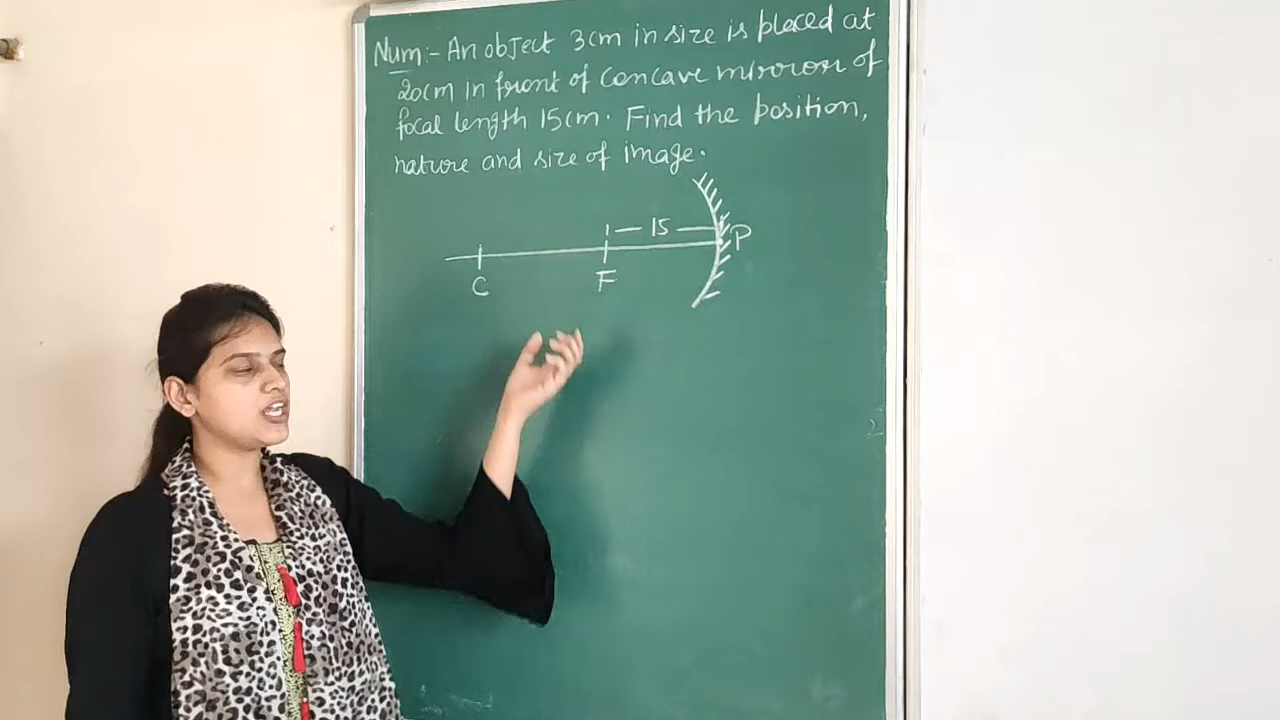 Num:- An object 3cm in size is placed at
20cm in front of concave mirror of
focal length 15cm. Find the position,
nature and size of image.
15
P
C
F
2